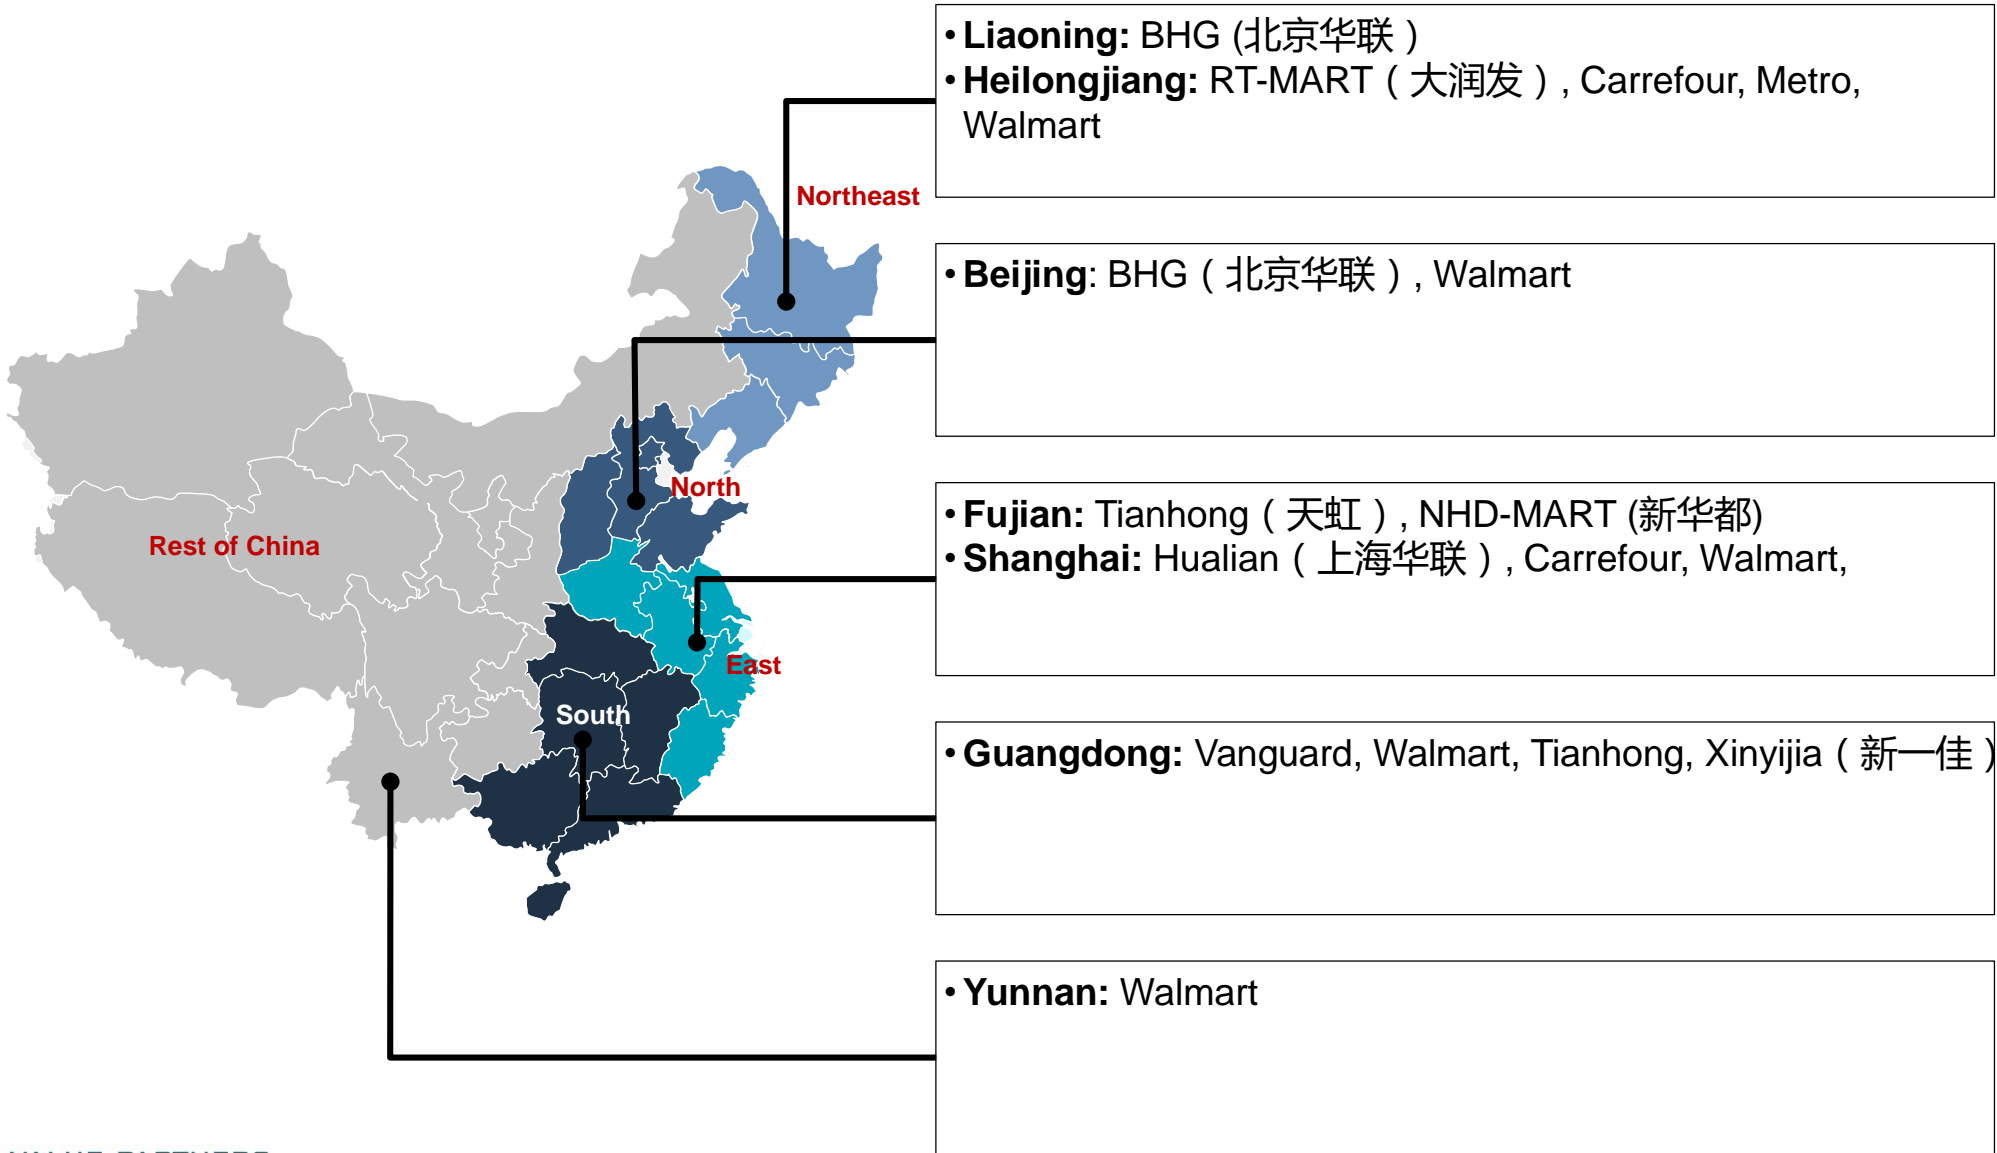 • Liaoning: BHG (北京华联）
• Heilongjiang: RT-MART（大润发）, Carrefour, Metro,
Walmart
Northeast
• Beijing: BHG（北京华联）, Walmart
North
• Fujian: Tianhong（天虹）, NHD-MART (新华都)
• Shanghai: Hualian（上海华联）, Carrefour, Walmart,
Rest of China
East
South
• Guangdong: Vanguard, Walmart, Tianhong, Xinyijia（新一佳）
• Yunnan: Walmart